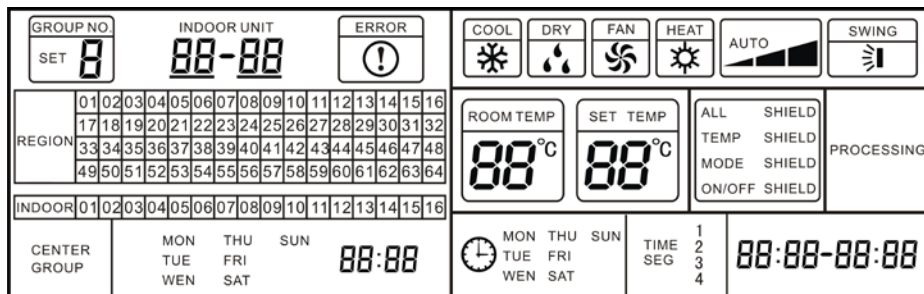 GROUP NO. INDOOR UNIT ERROR
SET 8 88-88
REGION
01 02 03 04 05 06 07 08 09 10 11 12 13 14 15 16
17 18 19 20 21 22 23 24 25 26 27 28 29 30 31 32
33 34 35 36 37 38 39 40 41 42 43 44 45 46 47 48
49 50 51 52 53 54 55 56 57 58 59 60 61 62 63 64
INDOOR 01 02 03 04 05 06 07 08 09 10 11 12 13 14 15 16
CENTER
GROUP
MON THU SUN
TUE FRI
WEN SAT
88:88
COOL DRY FAN HEAT AUTO SWING
ROOM TEMP SET TEMP
88°C 88°C
ALL SHIELD
TEMP SHIELD
MODE SHIELD
ON/OFF SHIELD
PROCESSING
MON THU SUN
TUE FRI
WEN SAT
TIME
SEG
1
2
3
4
88:88-88:88